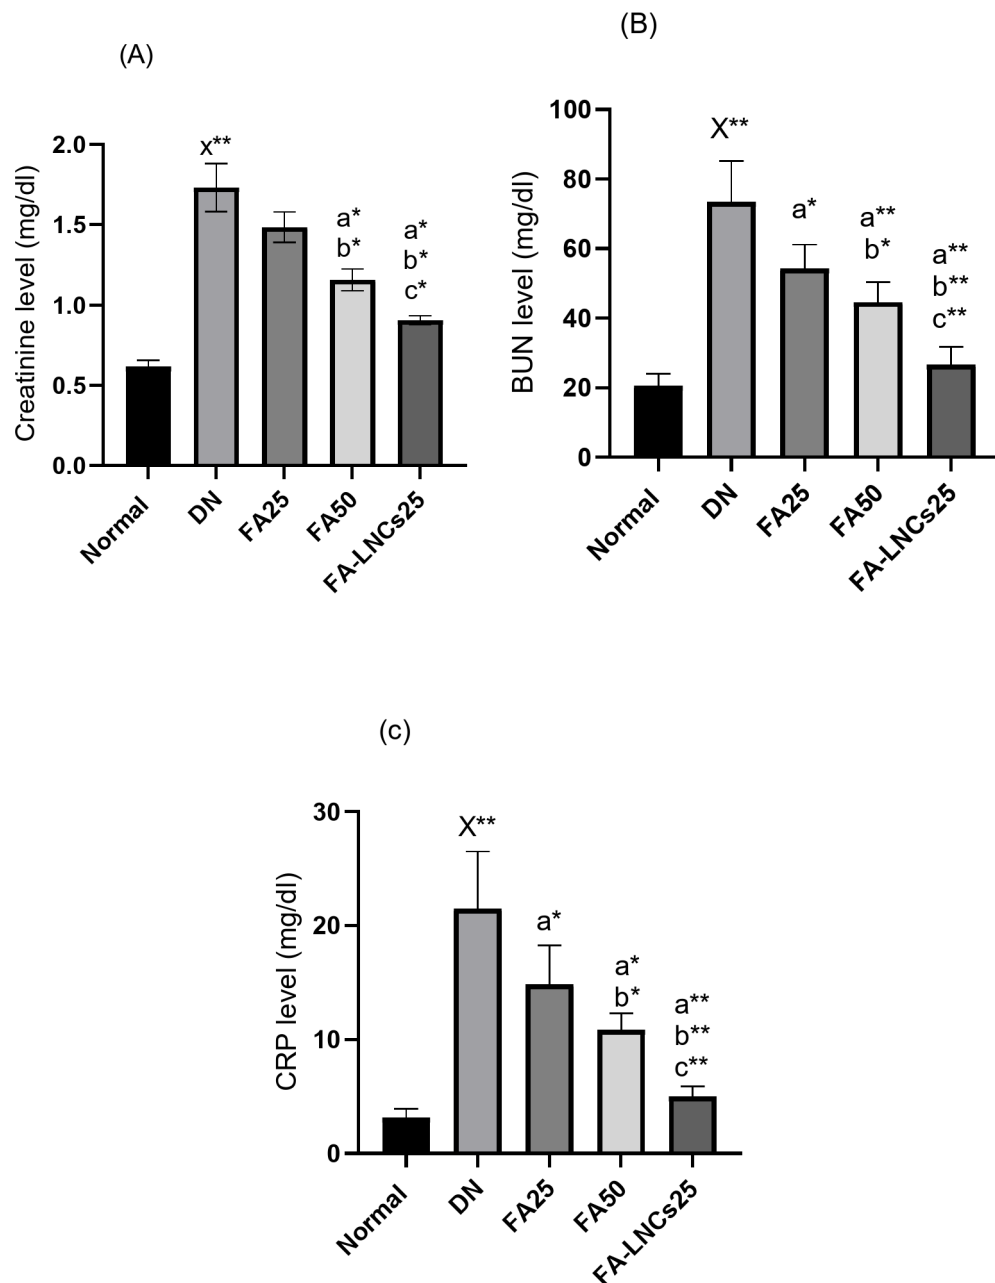 (A)
Creatinine level (mg/dl)
2.0
1.5
1.0
0.5
0.0
x**
a*
b*
a*
b*
c*
Normal
DN
FA25
FA50
FA-LNCs25
(B)
BUN level (mg/dl)
100
80
60
40
20
0
X**
a*
a**
b*
a**
b**
c**
Normal
DN
FA25
FA50
FA-LNCs25
(c)
CRP level (mg/dl)
30
20
10
0
X**
a*
a*
b*
a**
b**
c**
Normal
DN
FA25
FA50
FA-LNCs25